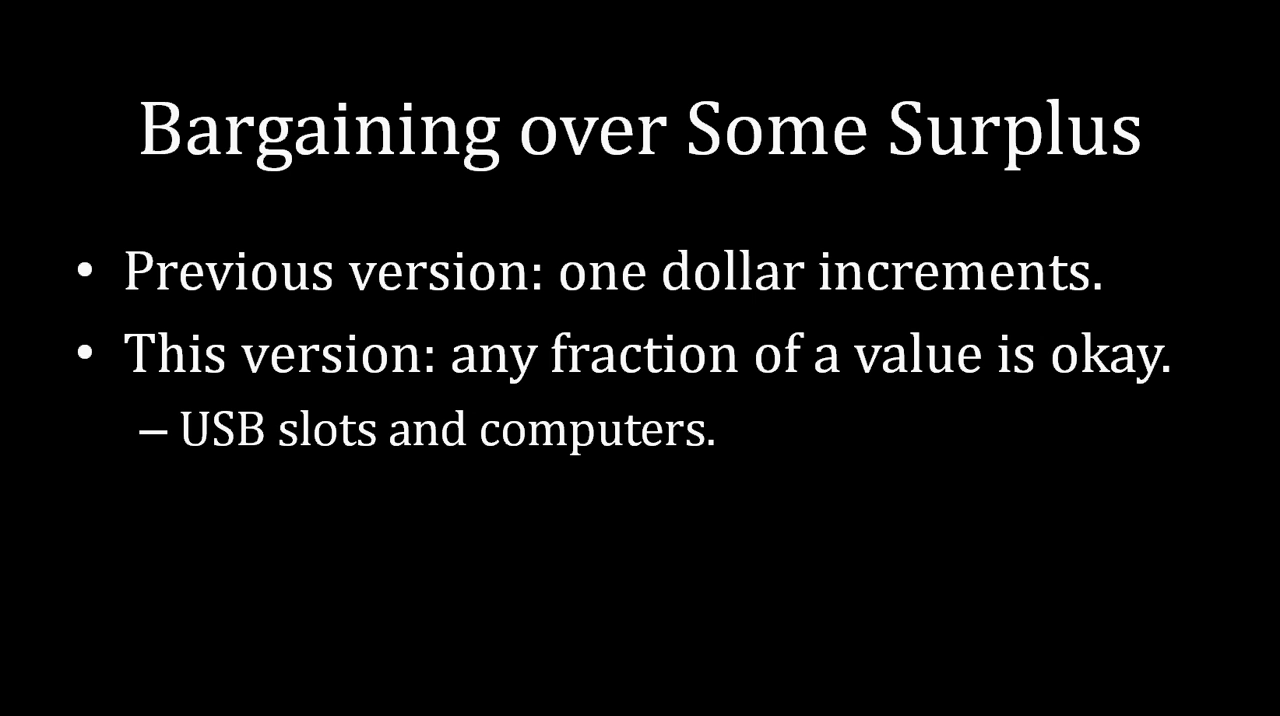 Bargaining over Some Surplus
• Previous version: one dollar increments.
• This version: any fraction of a value is okay.
– USB slots and computers.